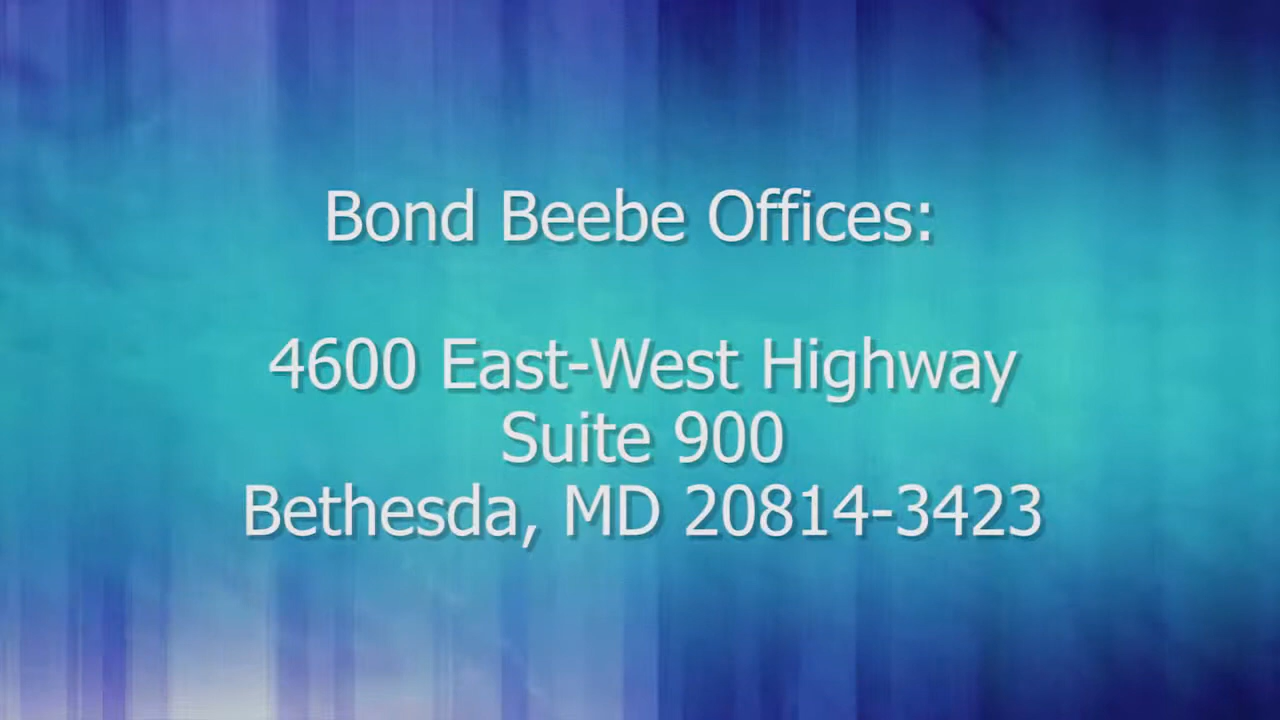 Bond Beebe Offices:
4600 East-West Highway
Suite 900
Bethesda, MD 20814-3423